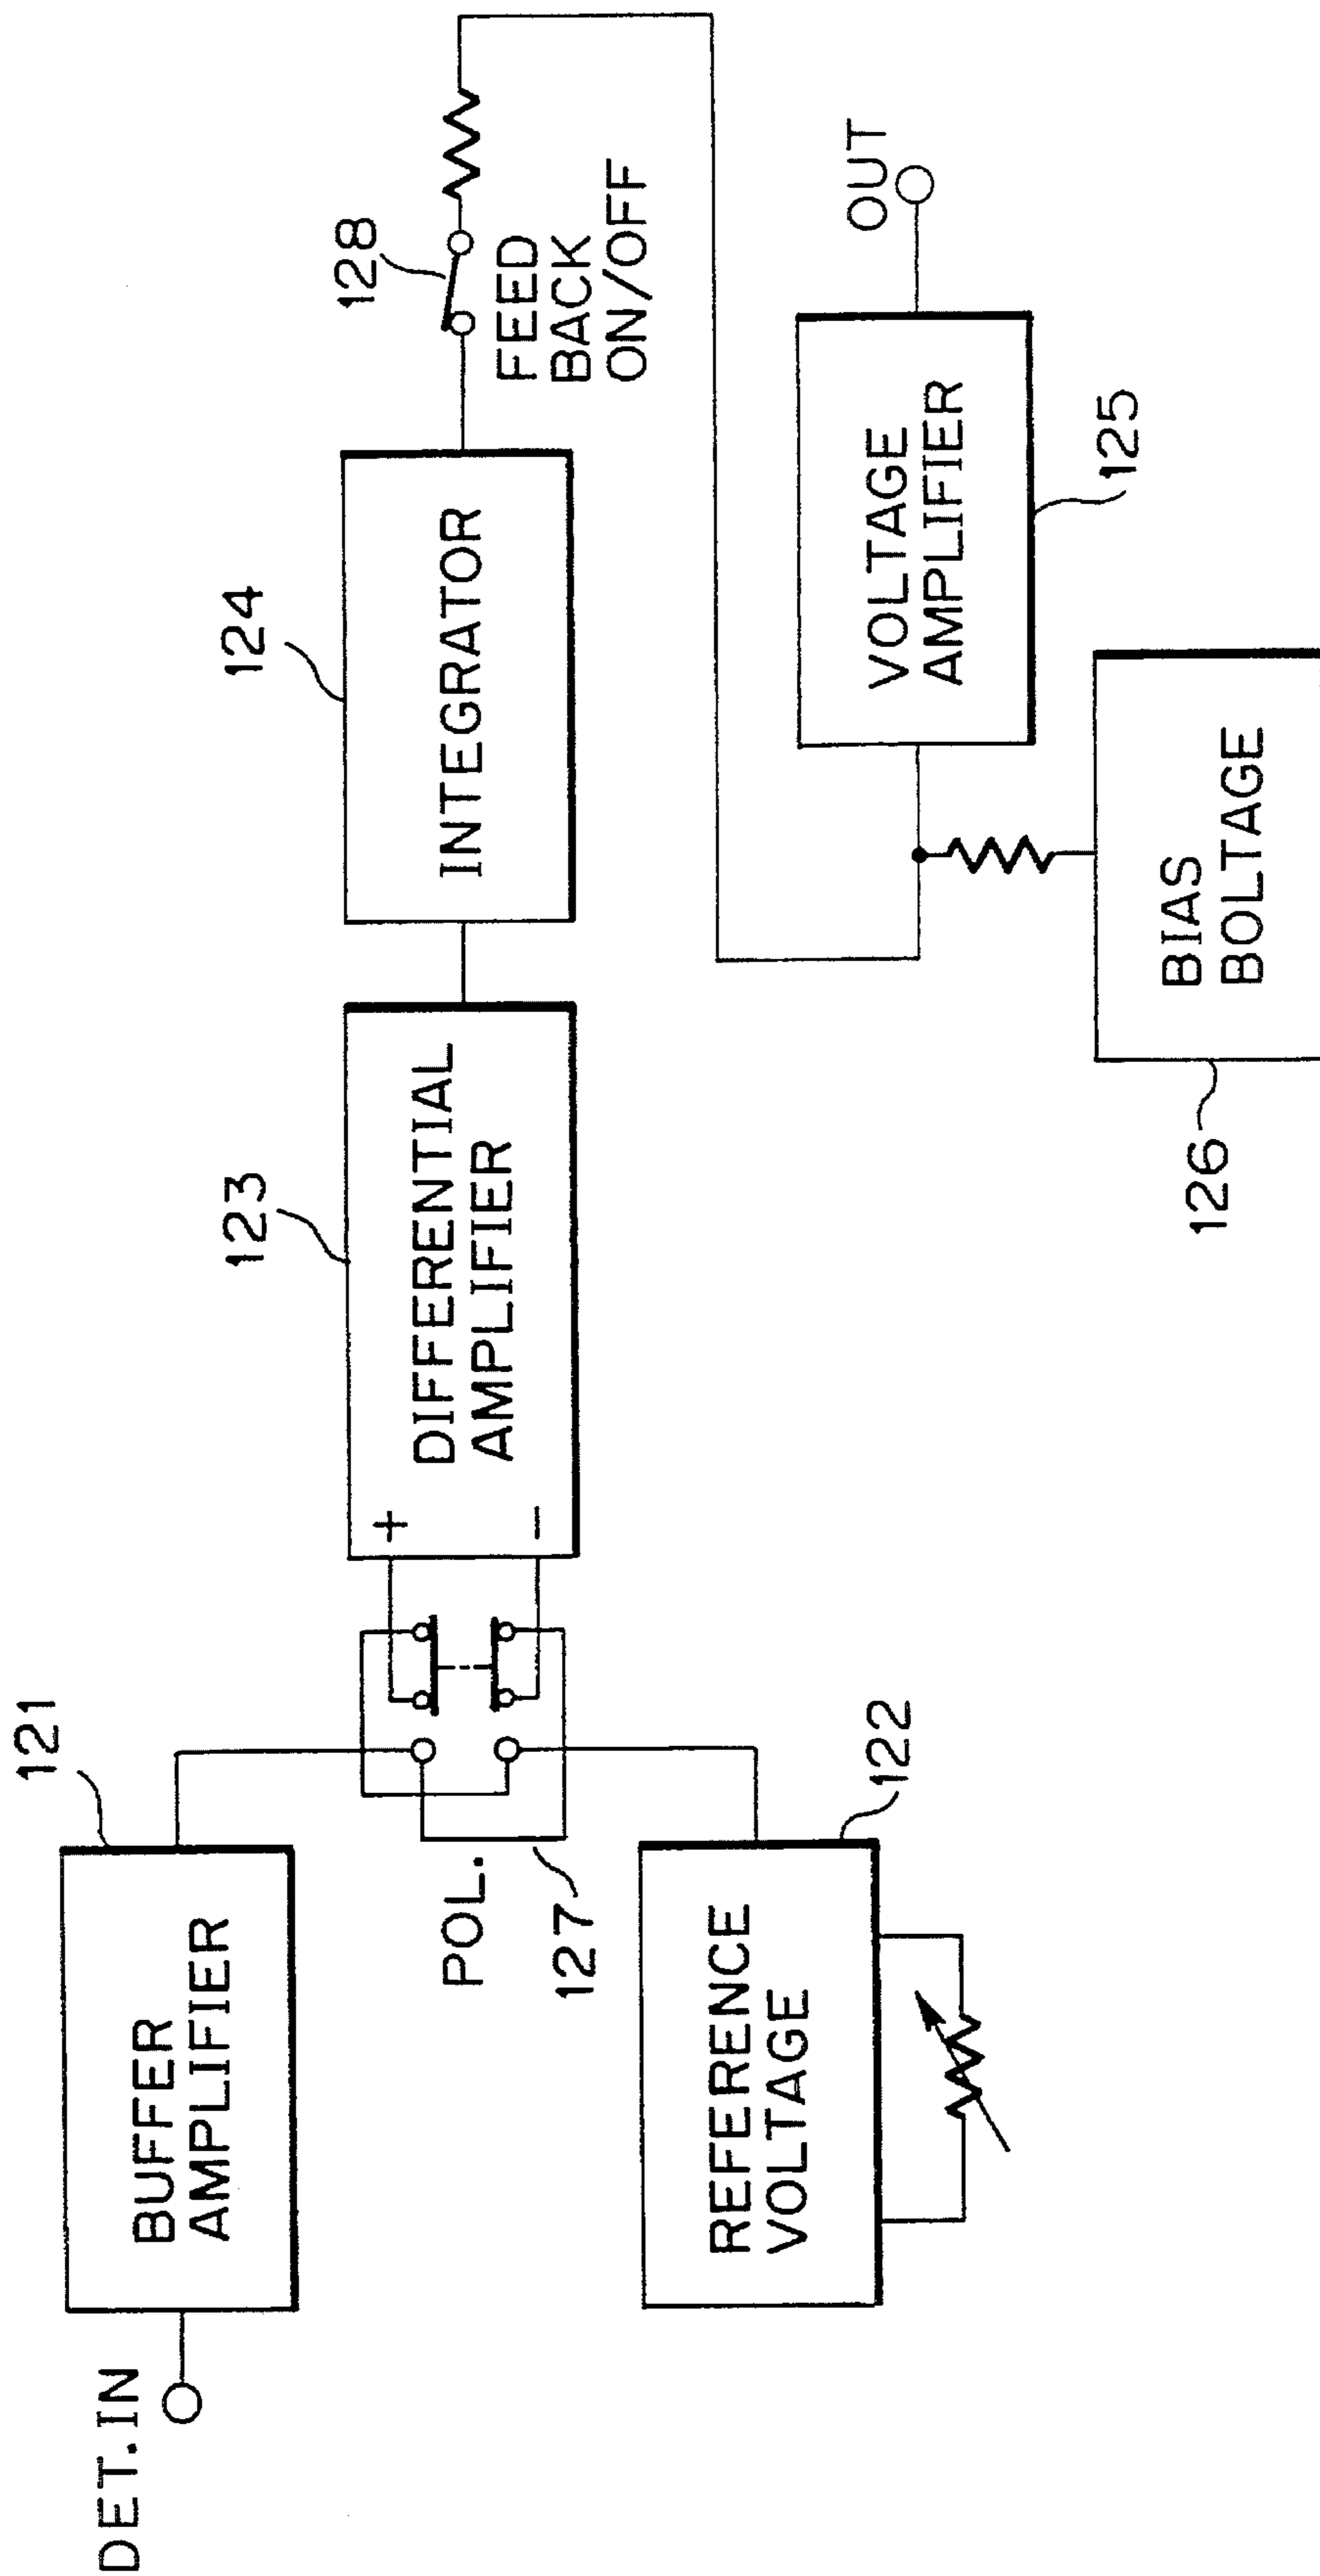 DET.IN
BUFFER
AMPLIFIER
121
POL.
127
REFERENCE
VOLTAGE
122
+
−
DIFFERENTIAL
AMPLIFIER
123
INTEGRATOR
124
128
FEED
BACK
ON/OFF
VOLTAGE
AMPLIFIER
125
OUT
BIAS
BOLTAGE
126